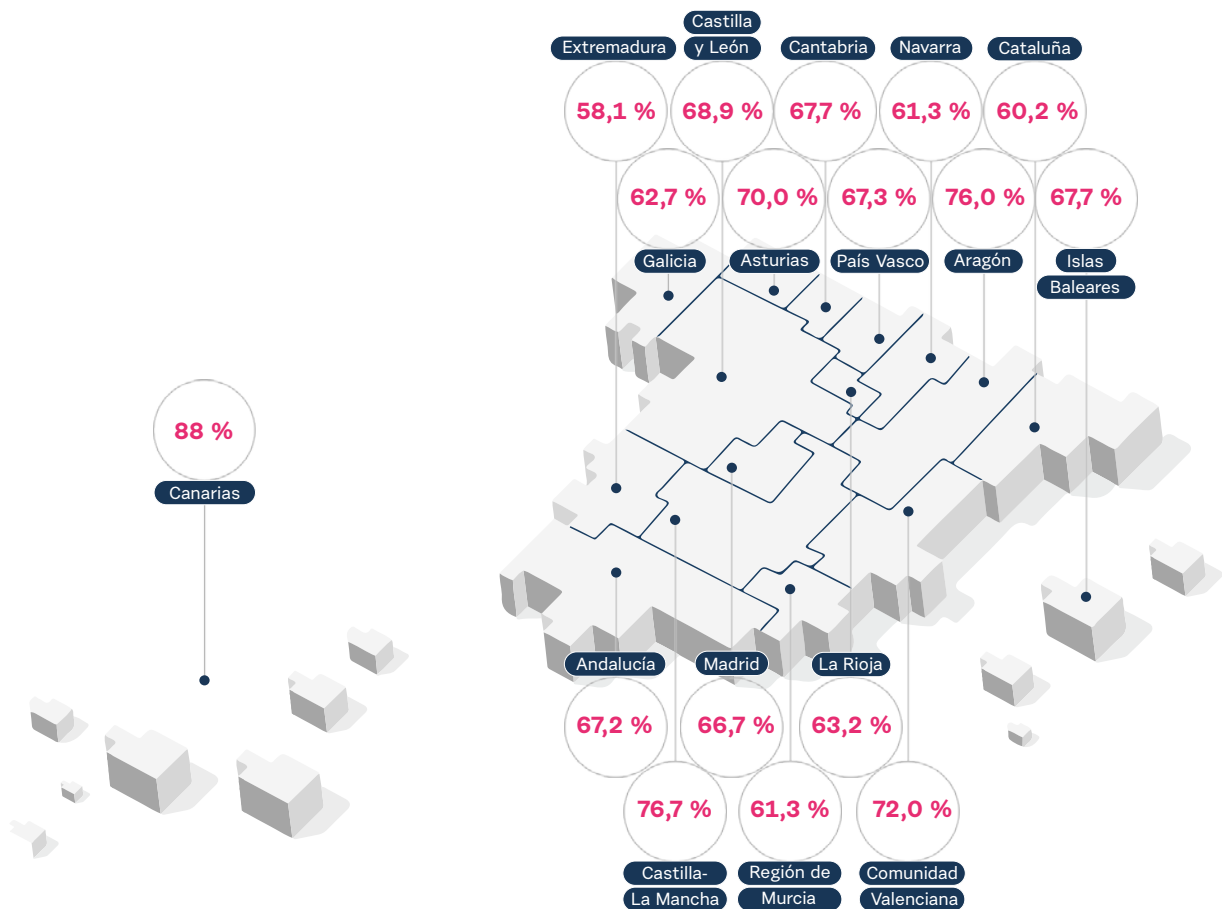 Castilla
Extremadura
y León
Cantabria
Navarra
Cataluña
58,1 %
68,9 %
67,7 %
61,3 %
60,2 %
62,7 %
70,0 %
67,3 %
76,0 %
67,7 %
Galicia
Asturias
País Vasco
Aragón
Islas
Baleares
88 %
Canarias
Andalucía
Madrid
La Rioja
67,2 %
66,7 %
63,2 %
76,7 %
61,3 %
72,0 %
Castilla-
La Mancha
Región de
Murcia
Comunidad
Valenciana